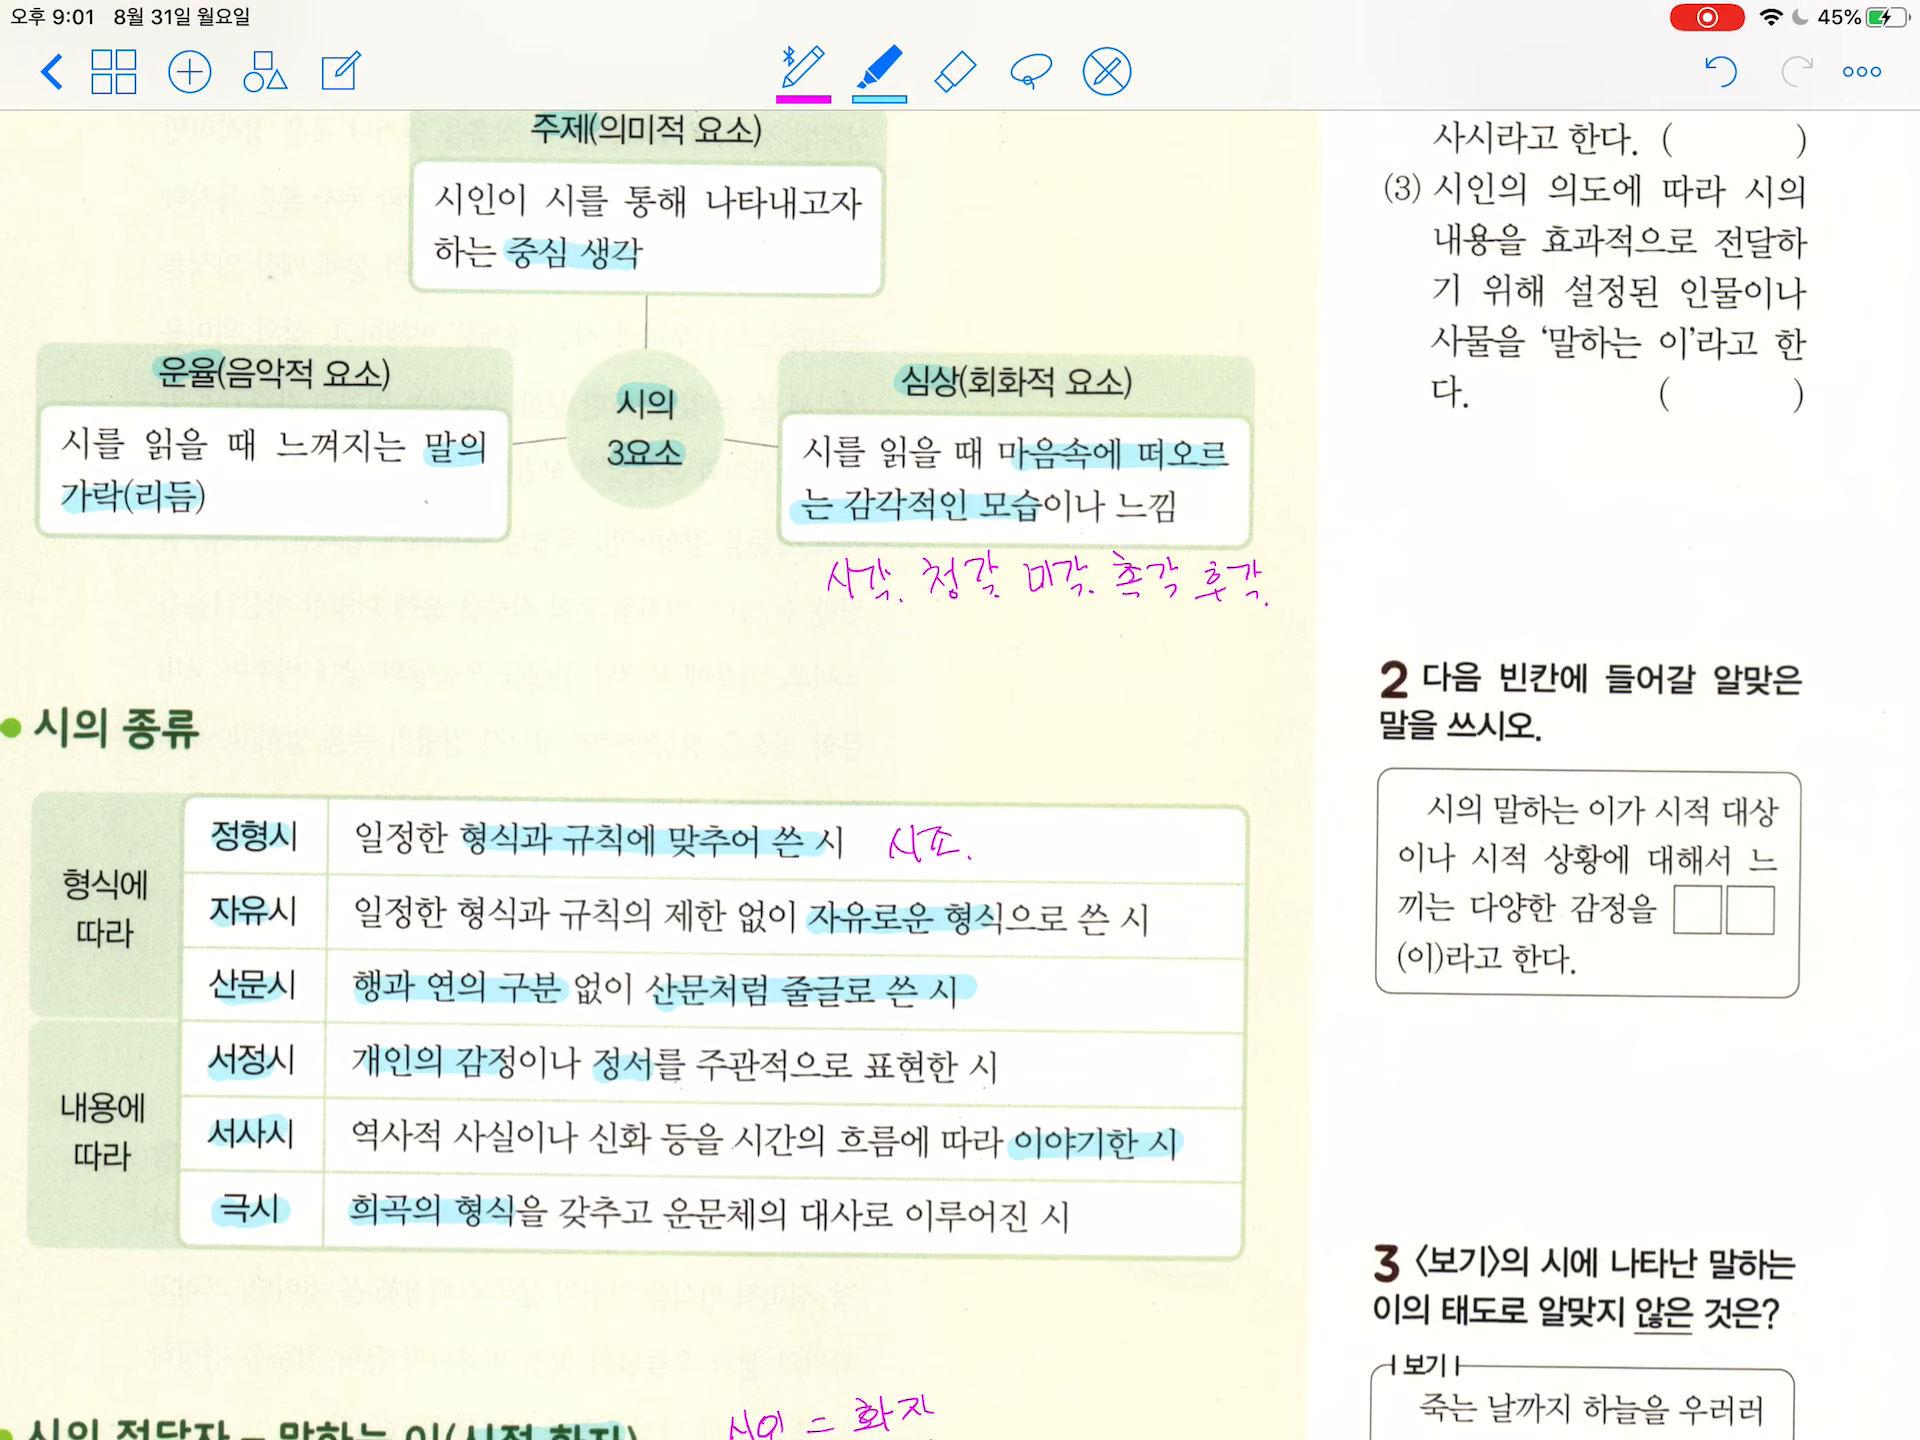 오후 9:01 8월 31일 월요일
45%
주제(의미적 요소)
시인이 시를 통해 나타내고자
하는 중심 생각
운율(음악적 요소)
시를 읽을 때 느껴지는 말의
가락(리듬)
시의
3요소
심상(회화적 요소)
시를 읽을 때 마음속에 떠오르
는 감각적인 모습이나 느낌
시각. 청각. 미각. 촉각 후각.
시의 종류
형식에
따라
정형시 일정한 형식과 규칙에 맞추어 쓴 시 시조.
자유시 일정한 형식과 규칙의 제한 없이 자유로운 형식으로 쓴 시
산문시 행과 연의 구분 없이 산문처럼 줄글로 쓴 시
내용에
따라
서정시 개인의 감정이나 정서를 주관적으로 표현한 시
서사시 역사적 사실이나 신화 등을 시간의 흐름에 따라 이야기한 시
극시 희곡의 형식을 갖추고 운문체의 대사로 이루어진 시
= 화자
시의 전달자 – 말하는 이(시적 화자)
사시라고 한다. ( )
(3) 시인의 의도에 따라 시의
내용을 효과적으로 전달하
기 위해 설정된 인물이나
사물을 ‘말하는 이’라고 한
다. ( )
2 다음 빈칸에 들어갈 알맞은
말을 쓰시오.
시의 말하는 이가 시적 대상
이나 시적 상황에 대해서 느
끼는 다양한 감정을 □□
(이)라고 한다.
3 〈보기〉의 시에 나타난 말하는
이의 태도로 알맞지 않은 것은?
보기
죽는 날까지 하늘을 우러러